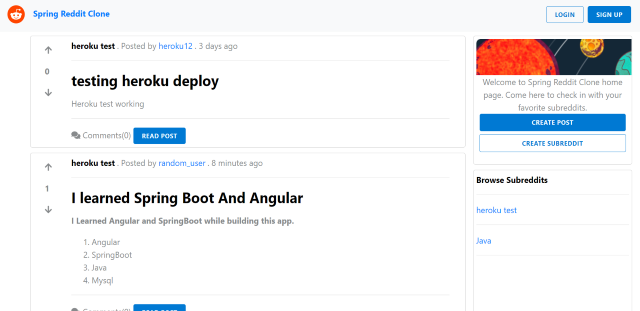 Spring Reddit Clone
LOGIN
SIGN UP
heroku test . Posted by heroku12 . 3 days ago
0
testing heroku deploy
Heroku test working
Comments(0)
READ POST
heroku test . Posted by random_user . 8 minutes ago
1
I learned Spring Boot And Angular
I Learned Angular and SpringBoot while building this app.
1. Angular
2. SpringBoot
3. Java
4. Mysql
Welcome to Spring Reddit Clone home
page. Come here to check in with your
favorite subreddits.
CREATE POST
CREATE SUBREDDIT
Browse Subreddits
heroku test
Java